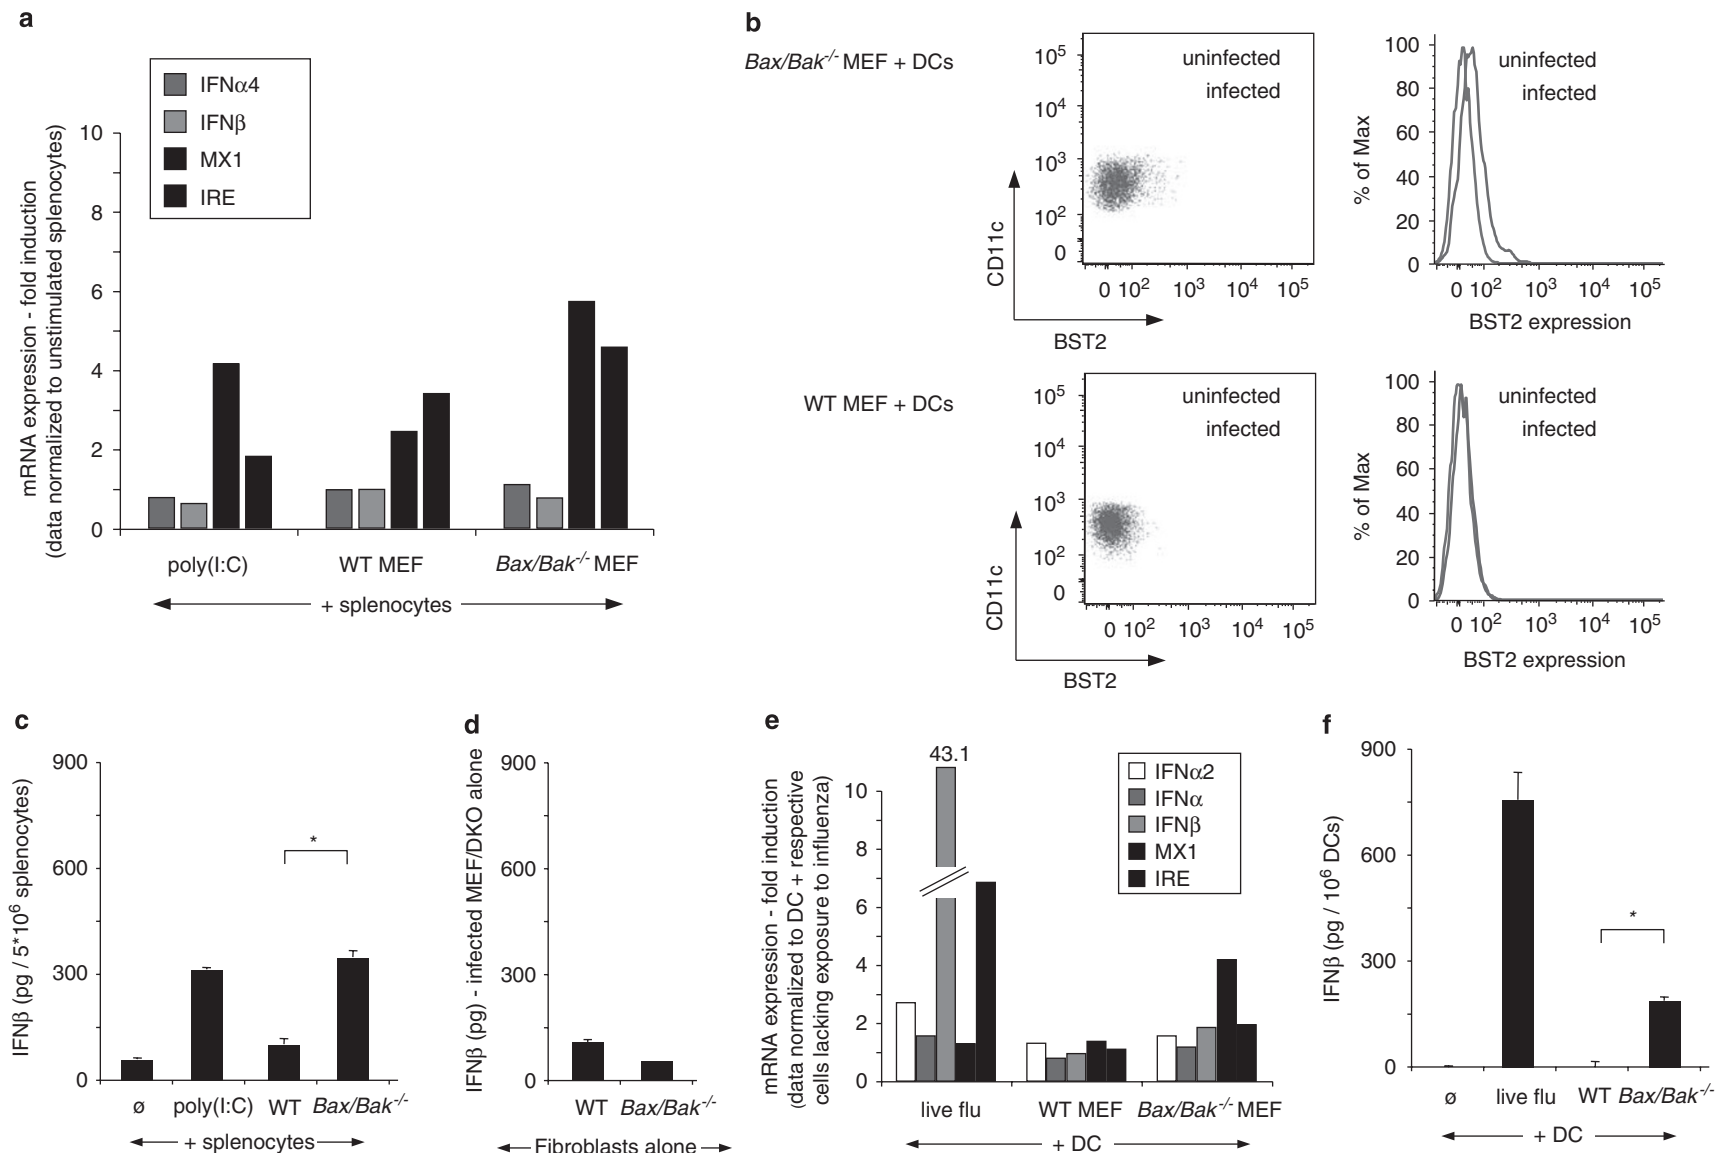 a
IFNα4
IFNβ
MX1
IRE
mRNA expression - fold induction
(data normalized to unstimulated splenocytes)
10
8
6
4
2
0
poly(I:C)
WT MEF
Bax/Bak-/- MEF
+ splenocytes
b
Bax/Bak-/- MEF + DCs
uninfected
infected
10^5
10^4
10^3
10^2
0
CD11c
0 10^2 10^3 10^4 10^5
BST2
uninfected
infected
% of Max
100
80
60
40
20
0
0 10^2 10^3 10^4 10^5
BST2 expression
WT MEF + DCs
uninfected
infected
10^5
10^4
10^3
10^2
0
CD11c
0 10^2 10^3 10^4 10^5
BST2
uninfected
infected
% of Max
100
80
60
40
20
0
0 10^2 10^3 10^4 10^5
BST2 expression
c
IFNβ (pg / 5*10^6 splenocytes)
900
600
300
0
*
ø poly(I:C) WT Bax/Bak-/-
+ splenocytes
d
IFNβ (pg) - infected MEF/DKO alone
900
600
300
0
WT Bax/Bak-/-
Fibroblasts alone
e
mRNA expression - fold induction
(data normalized to DC + respective
cells lacking exposure to influenza)
43.1
10
8
6
4
2
0
IFNα2
IFNα
IFNβ
MX1
IRE
live flu WT MEF Bax/Bak-/- MEF
+ DC
f
IFNβ (pg / 10^6 DCs)
900
600
300
0
*
ø live flu WT Bax/Bak-/-
+ DC